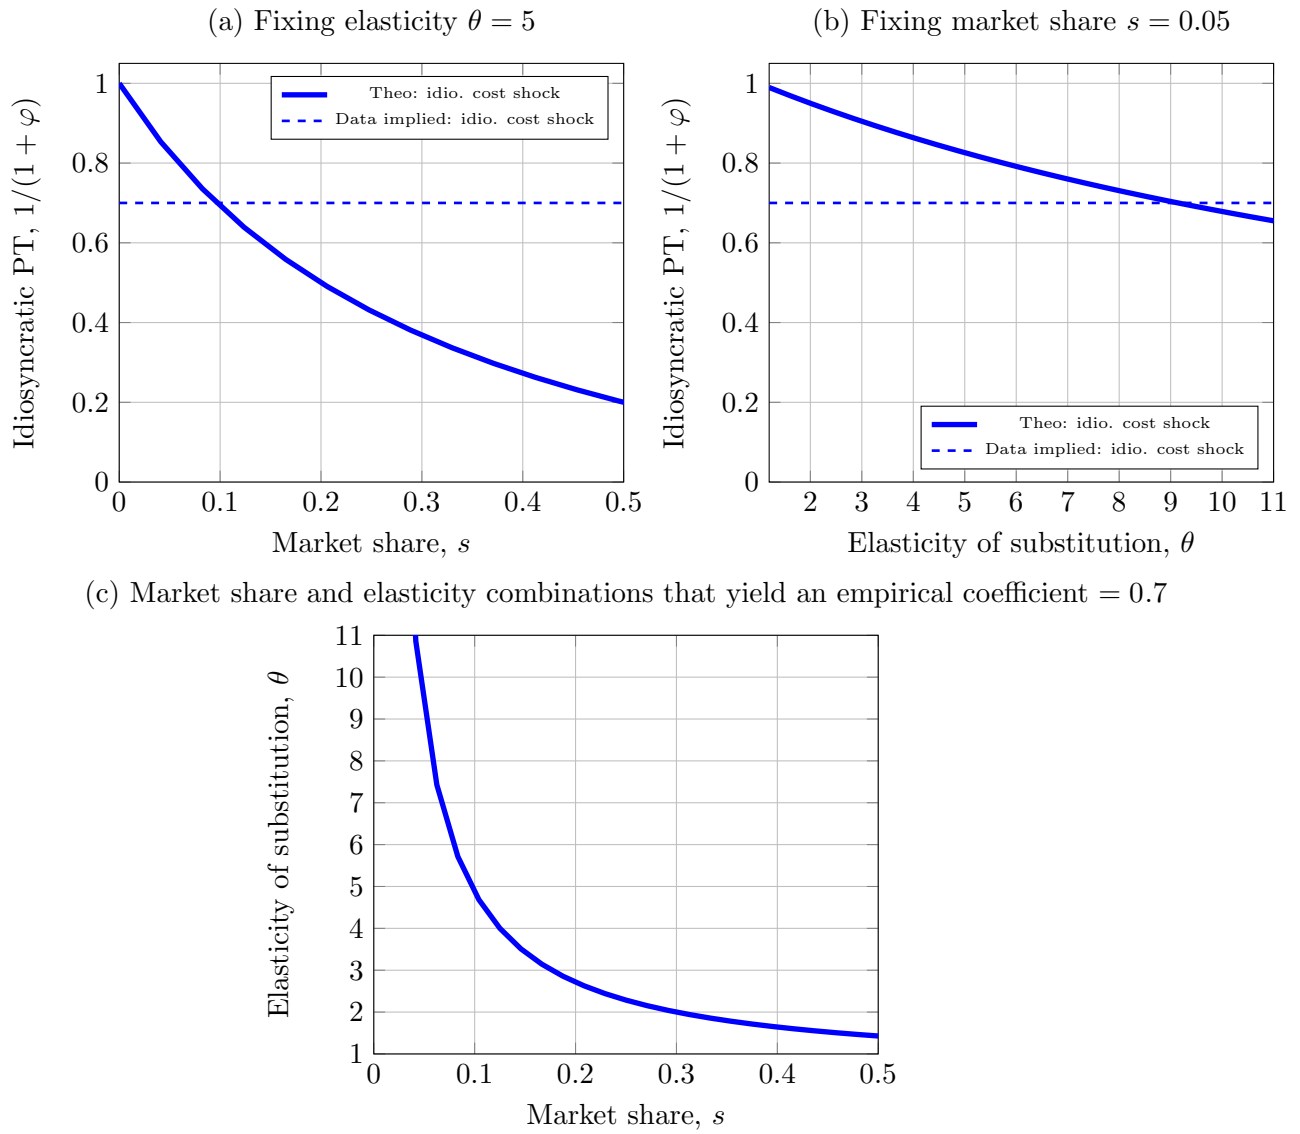 (a) Fixing elasticity θ = 5
Idiosyncratic PT, 1/(1 + φ)
1
0.8
0.6
0.4
0.2
0
0 0.1 0.2 0.3 0.4 0.5
Market share, s
Theo: idio. cost shock
Data implied: idio. cost shock
(b) Fixing market share s = 0.05
Idiosyncratic PT, 1/(1 + φ)
1
0.8
0.6
0.4
0.2
0
2 3 4 5 6 7 8 9 10 11
Elasticity of substitution, θ
Theo: idio. cost shock
Data implied: idio. cost shock
(c) Market share and elasticity combinations that yield an empirical coefficient = 0.7
Elasticity of substitution, θ
11
10
9
8
7
6
5
4
3
2
1
0 0.1 0.2 0.3 0.4 0.5
Market share, s